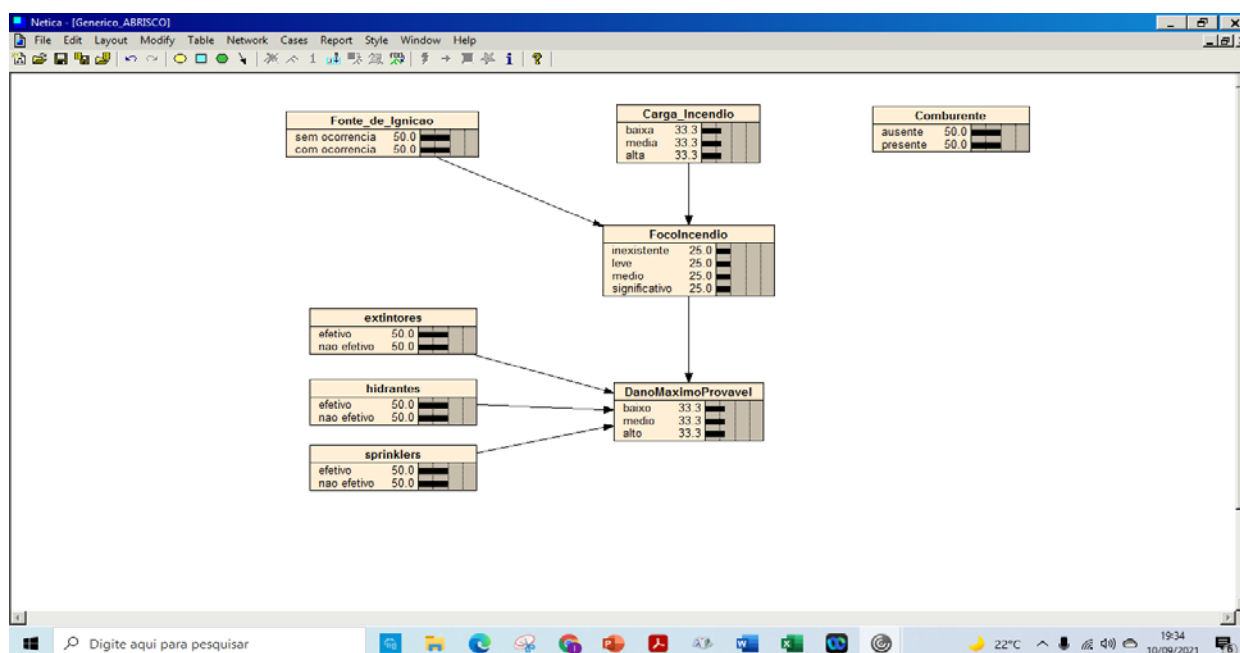 Netica - [Generico_ABRISCO]
File Edit Layout Modify Table Network Cases Report Style Window Help
Fonte_de_Ignicao
sem ocorrencia 50.0
com ocorrencia 50.0
Carga_Incendio
baixa 33.3
media 33.3
alta 33.3
Comburente
ausente 50.0
presente 50.0
FocoIncendio
inexistente 25.0
leve 25.0
medio 25.0
significativo 25.0
extintores
efetivo 50.0
nao efetivo 50.0
hidrantes
efetivo 50.0
nao efetivo 50.0
sprinklers
efetivo 50.0
nao efetivo 50.0
DanoMaximoProvavel
baixo 33.3
medio 33.3
alto 33.3
Digite aqui para pesquisar
22°C
19:34
10/09/2021